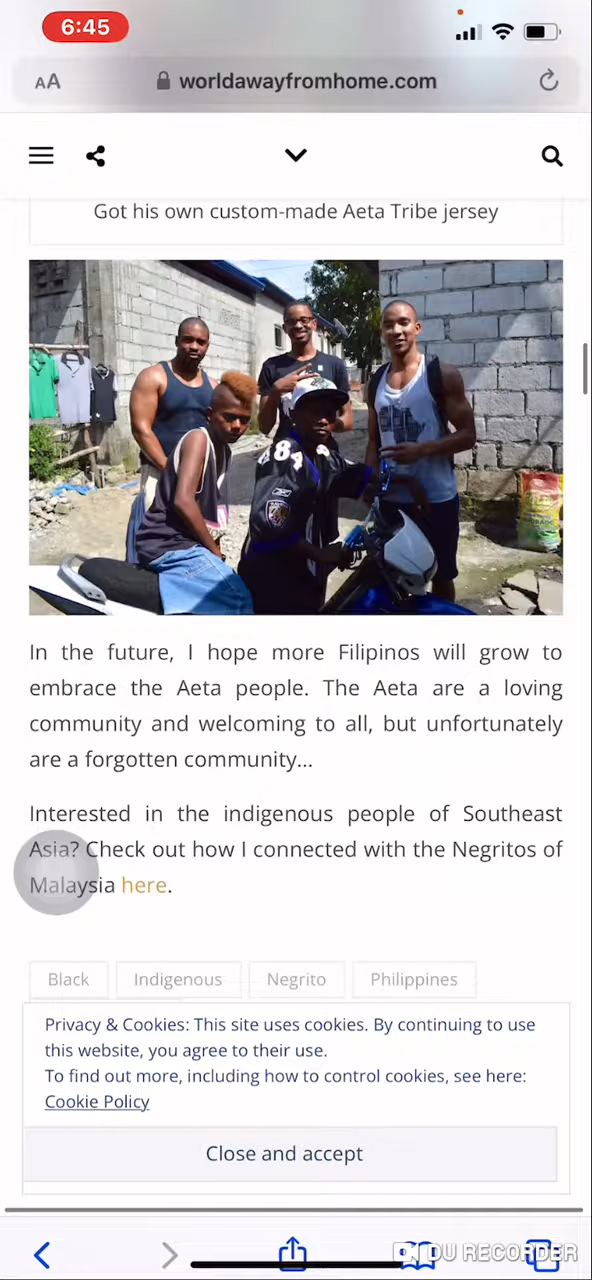 6:45
AA worldawayfromhome.com
Got his own custom-made Aeta Tribe jersey
84
In the future, I hope more Filipinos will grow to
embrace the Aeta people. The Aeta are a loving
community and welcoming to all, but unfortunately
are a forgotten community...
Interested in the indigenous people of Southeast
Asia? Check out how I connected with the Negritos of
Malaysia here.
Black Indigenous Negrito Philippines
Privacy & Cookies: This site uses cookies. By continuing to use
this website, you agree to their use.
To find out more, including how to control cookies, see here:
Cookie Policy
Close and accept
DU RECORDER